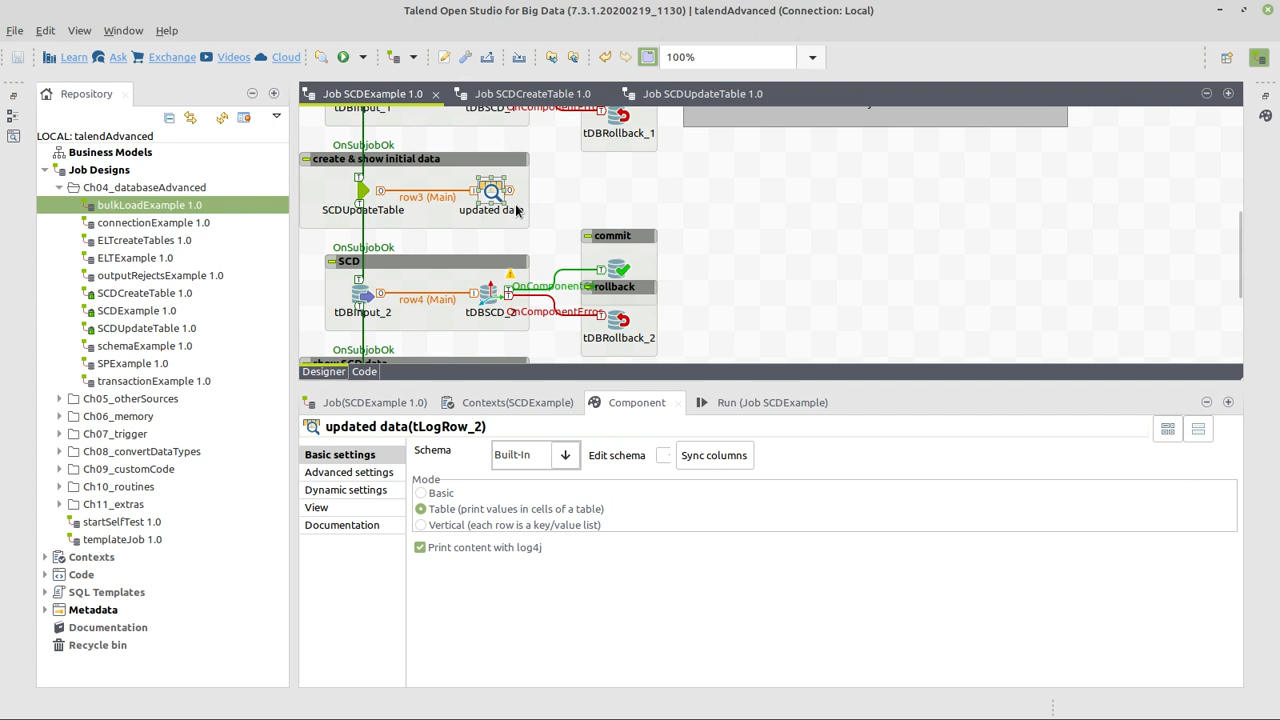 Talend Open Studio for Big Data (7.3.1.20200219_1130) | talendAdvanced (Connection: Local)
File Edit View Window Help
Learn Ask Exchange Videos Cloud 100%
Repository
LOCAL: talendAdvanced
Business Models
Job Designs
Ch04_databaseAdvanced
bulkLoadExample 1.0
connectionExample 1.0
ELTcreateTables 1.0
ELTExample 1.0
outputRejectsExample 1.0
SCDCreateTable 1.0
SCDExample 1.0
SCDUpdateTable 1.0
schemaExample 1.0
SPExample 1.0
transactionExample 1.0
Ch05_otherSources
Ch06_memory
Ch07_trigger
Ch08_convertDataTypes
Ch09_customCode
Ch10_routines
Ch11_extras
startSelfTest 1.0
templateJob 1.0
Contexts
Code
SQL Templates
Metadata
Documentation
Recycle bin
Job SCDExample 1.0 Job SCDCreateTable 1.0 Job SCDUpdateTable 1.0
tDBInput_1
tDBRollback_1
OnSubjobOk
create & show initial data
row3 (Main)
SCDUpdateTable updated data
OnSubjobOk
commit
SCD
rollback
row4 (Main)
tDBInput_2
tDBRollback_2
OnSubjobOk
show SCD data
Designer Code
Job(SCDExample 1.0) Contexts(SCDExample) Component Run (Job SCDExample)
updated data(tLogRow_2)
Basic settings
Advanced settings
Dynamic settings
View
Documentation
Schema Built-In Edit schema Sync columns
Mode
Basic
Table (print values in cells of a table)
Vertical (each row is a key/value list)
Print content with log4j